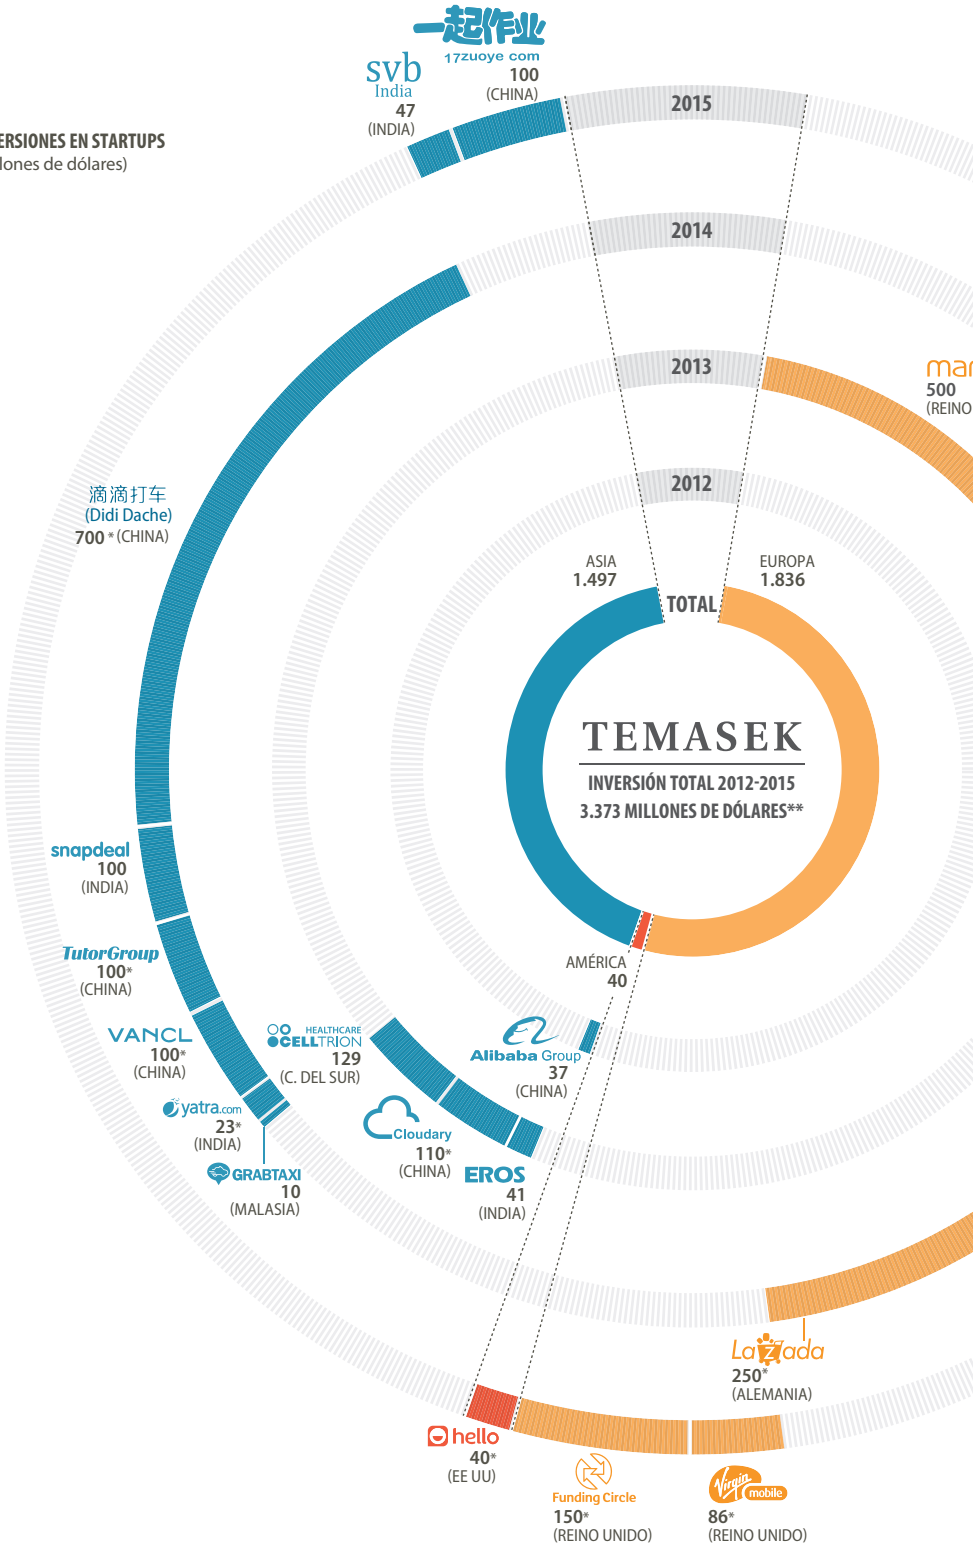 一起作业
17zuoye com
100
(CHINA)
svb
India
47
(INDIA)
ERSIONES EN STARTUPS
lones de dólares)
2015
2014
2013
2012
mar
500
(REINO
滴滴打车
(Didi Dache)
700 * (CHINA)
ASIA
1.497
EUROPA
1.836
TOTAL
TEMASEK
INVERSIÓN TOTAL 2012-2015
3.373 MILLONES DE DÓLARES**
snapdeal
100
(INDIA)
TutorGroup
100*
(CHINA)
AMÉRICA
40
VANCL
100*
(CHINA)
HEALTHCARE
CELLTRION
129
(C. DEL SUR)
Alibaba Group
37
(CHINA)
yatra.com
23*
(INDIA)
Cloudary
110*
(CHINA)
GRABTAXI
10
(MALASIA)
EROS
41
(INDIA)
Lazada
250*
(ALEMANIA)
hello
40*
(EE UU)
Funding Circle
150*
(REINO UNIDO)
Virgin
mobile
86*
(REINO UNIDO)